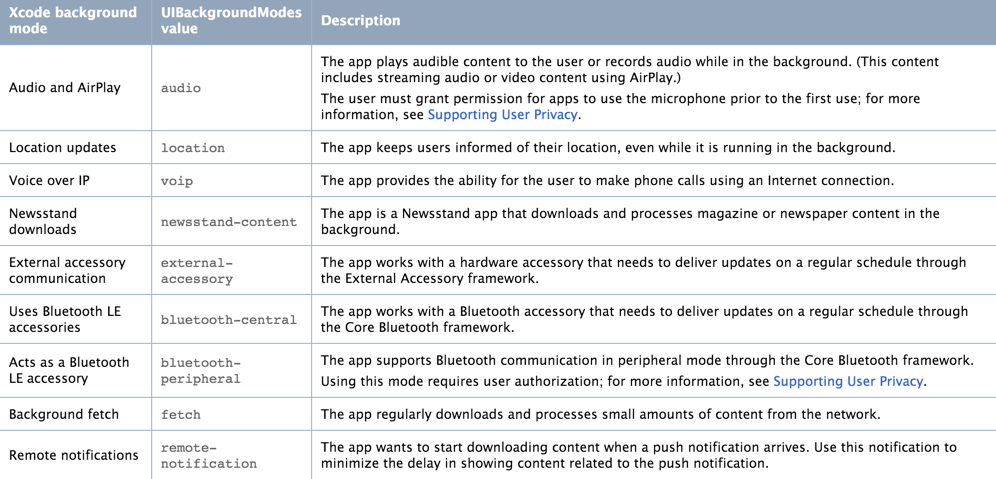 Xcode background mode
UIBackgroundModes value
Description
Audio and AirPlay
audio
The app plays audible content to the user or records audio while in the background. (This content
includes streaming audio or video content using AirPlay.)
The user must grant permission for apps to use the microphone prior to the first use; for more
information, see Supporting User Privacy.
Location updates
location
The app keeps users informed of their location, even while it is running in the background.
Voice over IP
voip
The app provides the ability for the user to make phone calls using an Internet connection.
Newsstand
downloads
newsstand-content
The app is a Newsstand app that downloads and processes magazine or newspaper content in the
background.
External accessory
communication
external-
accessory
The app works with a hardware accessory that needs to deliver updates on a regular schedule through
the External Accessory framework.
Uses Bluetooth LE
accessories
bluetooth-central
The app works with a Bluetooth accessory that needs to deliver updates on a regular schedule through
the Core Bluetooth framework.
Acts as a Bluetooth
LE accessory
bluetooth-
peripheral
The app supports Bluetooth communication in peripheral mode through the Core Bluetooth framework.
Using this mode requires user authorization; for more information, see Supporting User Privacy.
Background fetch
fetch
The app regularly downloads and processes small amounts of content from the network.
Remote notifications
remote-
notification
The app wants to start downloading content when a push notification arrives. Use this notification to
minimize the delay in showing content related to the push notification.